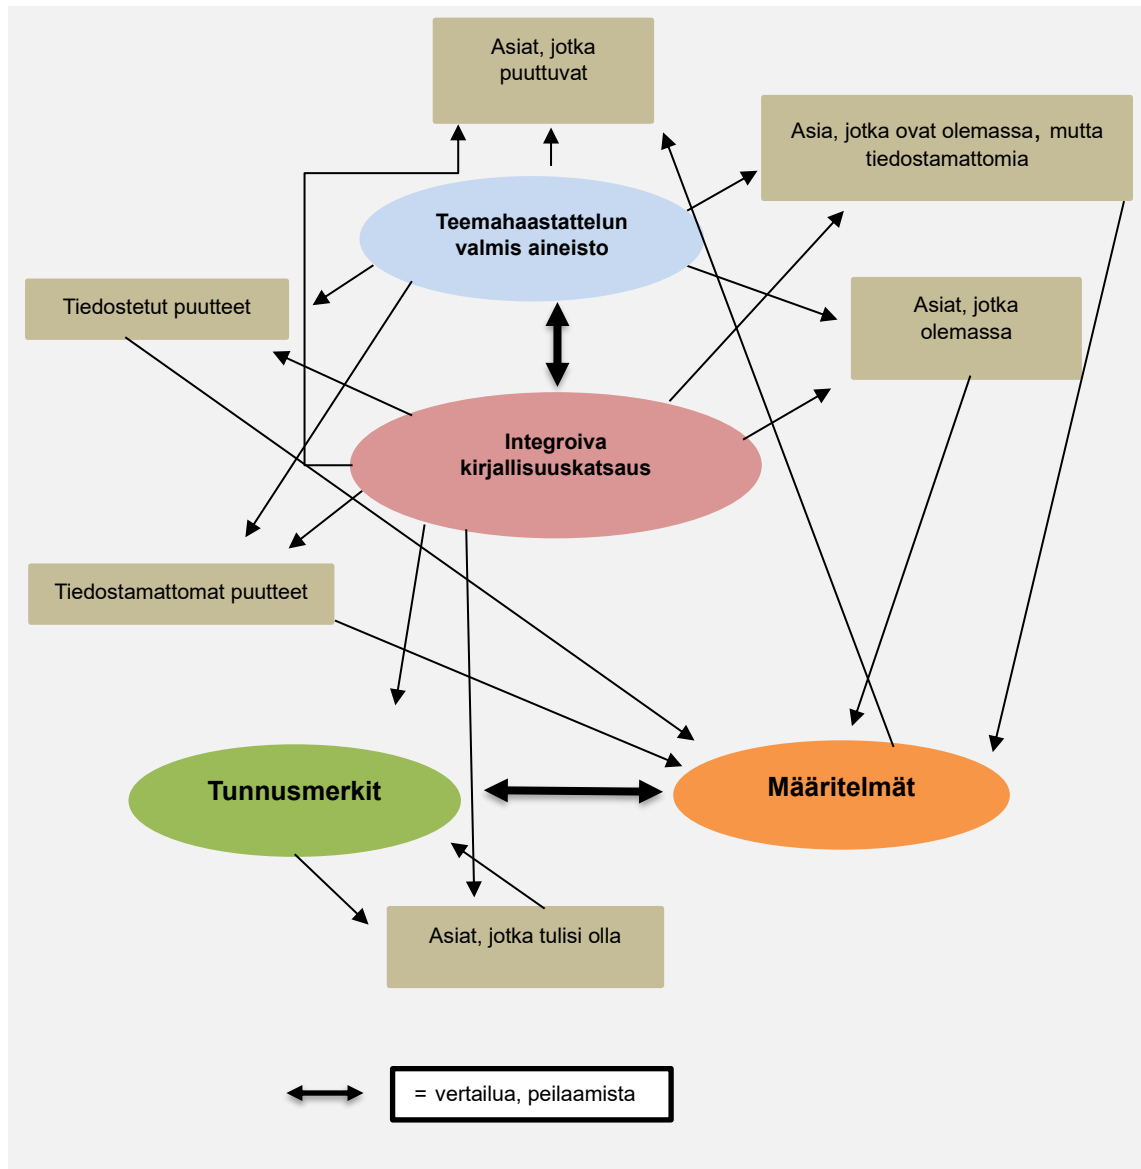 Asiat, jotka
puuttuvat
Asia, jotka ovat olemassa, mutta
tiedostamattomia
Teemahaastattelun
valmis aineisto
Tiedostetut puutteet
Asiat, jotka
olemassa
Integroiva
kirjallisuuskatsaus
Tiedostamattomat puutteet
Tunnusmerkit
Määritelmät
Asiat, jotka tulisi olla
= vertailua, peilaamista